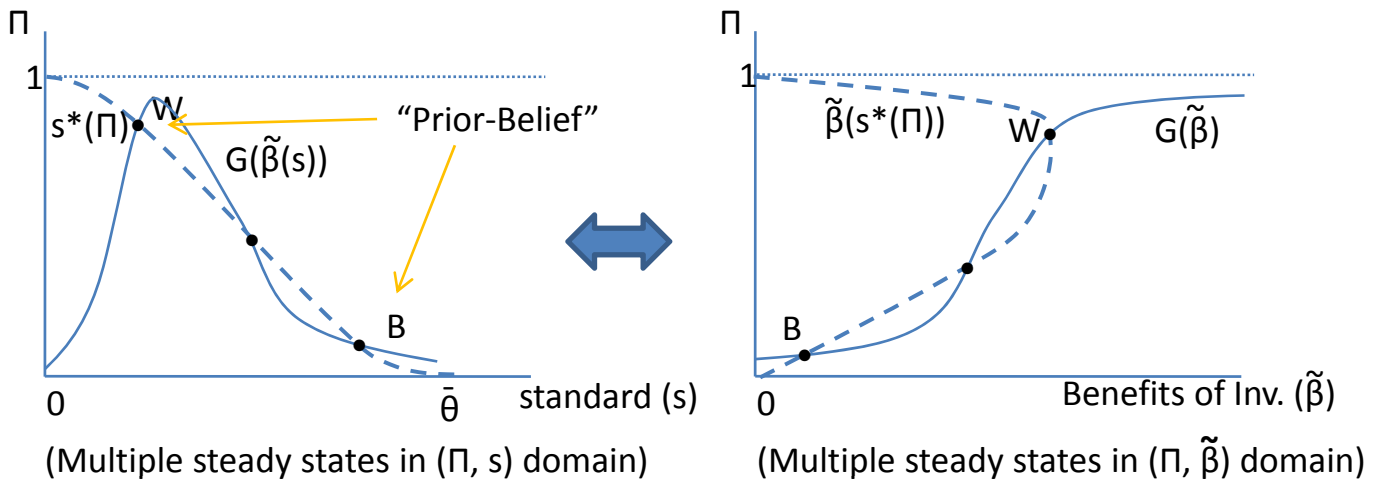 Π
1
W
s*(Π)
G(β̃(s))
"Prior-Belief"
B
0
θ̄
standard (s)
(Multiple steady states in (Π, s) domain)
Π
1
β̃(s*(Π))
W
G(β̃)
B
0
Benefits of Inv. (β̃)
(Multiple steady states in (Π, β̃) domain)